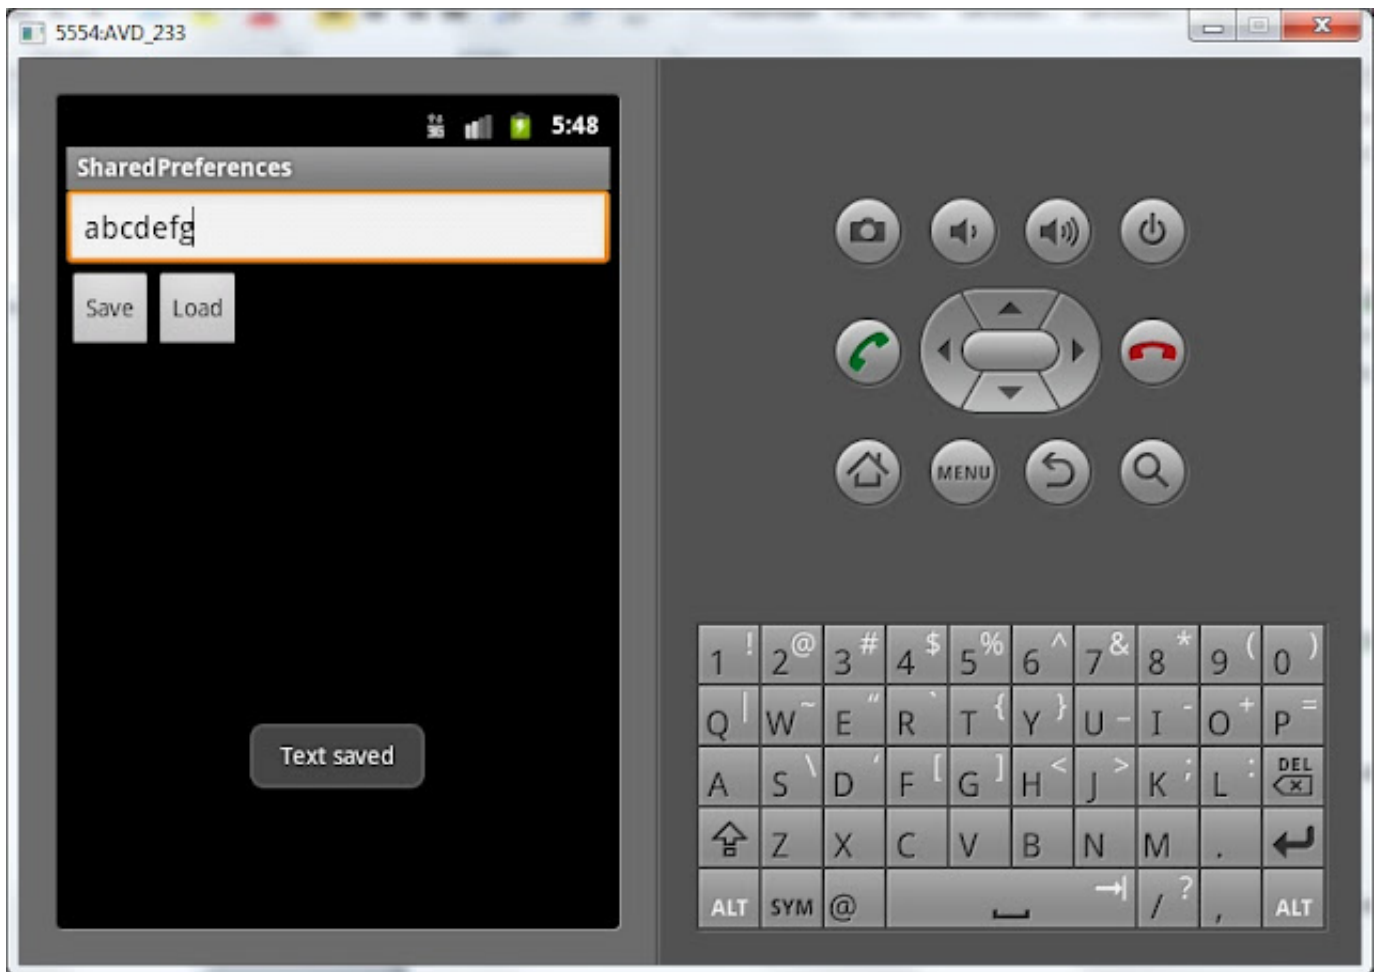 5554:AVD_233
3G 5:48
SharedPreferences
abcdefg
Save Load
Text saved
MENU
1 ! 2 @ 3 # 4 $ 5 % 6 ^ 7 & 8 * 9 ( 0 )
Q | W ~ E “ R ` T { Y } U _ I - O + P =
A S \ D ‘ F [ G ] H < J > K ; L : DEL
Z X C V B N M .
ALT SYM @ / ? , ALT